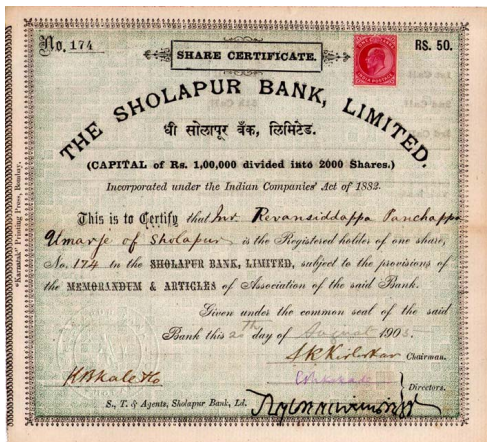 No. 174
SHARE CERTIFICATE.
RS. 50.
INDIA POSTAGE
THE SHOLAPUR BANK, LIMITED.
धी सोलापूर बँक, लिमिटेड.
(CAPITAL of Rs. 1,00,000 divided into 2000 Shares.)
Incorporated under the Indian Companies' Act of 1882.
This is to Certify that Mr. Revansiddappa Panchappa
Umarje of Sholapur is the Registered holder of one share,
No. 174 in the SHOLAPUR BANK, LIMITED, subject to the provisions of
the MEMORANDUM & ARTICLES of Association of the said Bank.
Given under the common seal of the said
Bank this day of August 190
Chairman.
Directors.
S., T. & Agents, Sholapur Bank, Ld.
"Karnatak" Printing Press, Bombay.